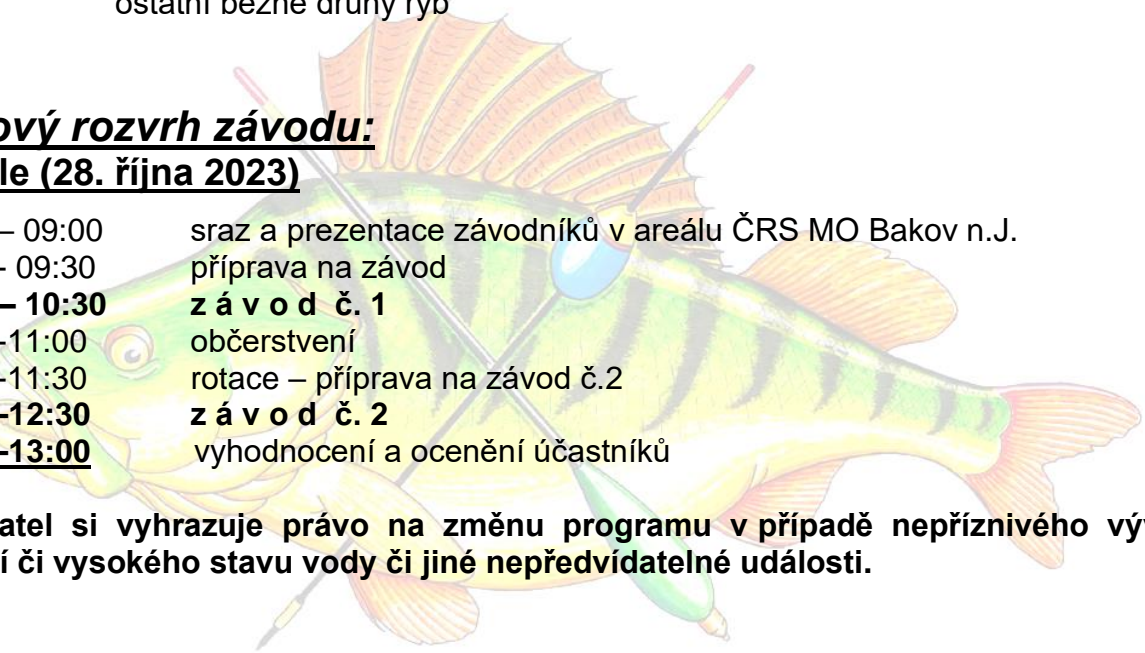 ostatní běžné druhy ryb
ový rozvrh závodu:
le (28. října 2023)
– 09:00 sraz a prezentace závodníků v areálu ČRS MO Bakov n.J.
- 09:30 příprava na závod
– 10:30 z á v o d č. 1
-11:00 občerstvení
-11:30 rotace – příprava na závod č.2
-12:30 z á v o d č. 2
-13:00 vyhodnocení a ocenění účastníků
atel si vyhrazuje právo na změnu programu v případě nepříznivého výv
í či vysokého stavu vody či jiné nepředvídatelné události.